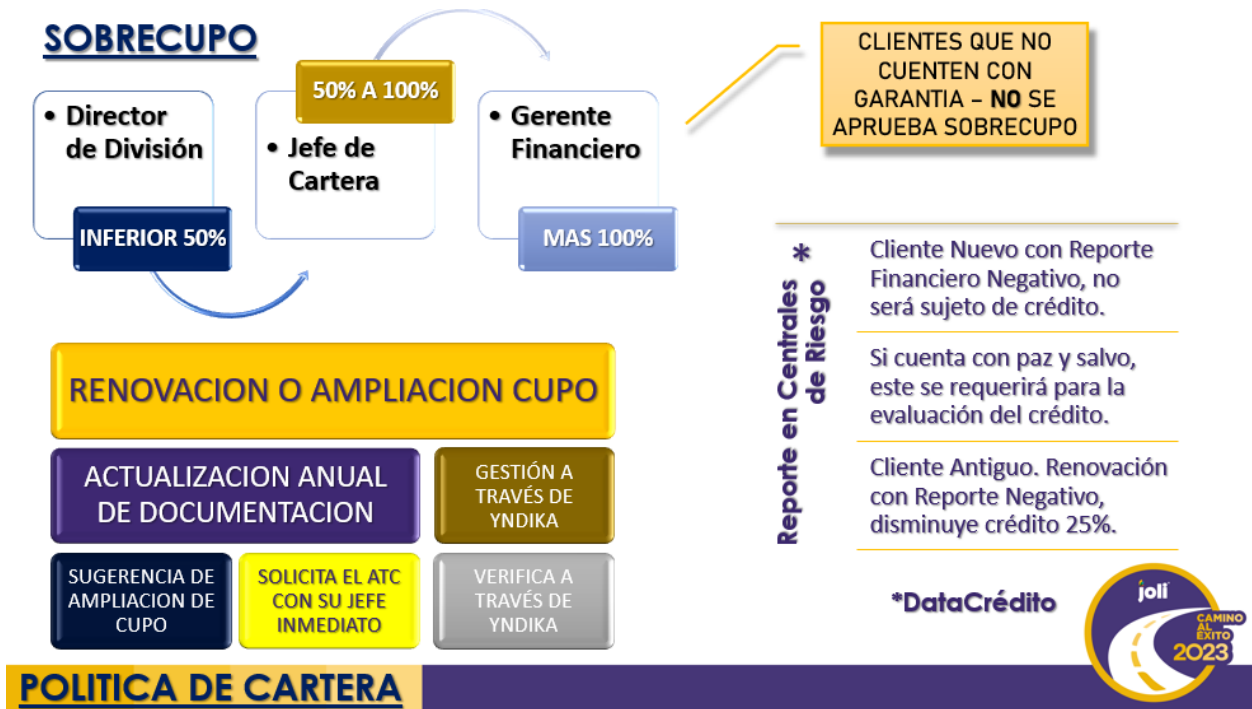 SOBRECUPO
• Director
de División
INFERIOR 50%
50% A 100%
• Jefe de
Cartera
• Gerente
Financiero
MAS 100%
CLIENTES QUE NO
CUENTEN CON
GARANTIA – NO SE
APRUEBA SOBRECUPO
RENOVACION O AMPLIACION CUPO
ACTUALIZACION ANUAL
DE DOCUMENTACION
GESTIÓN A
TRAVÉS DE
YNDIKA
SUGERENCIA DE
AMPLIACION DE
CUPO
SOLICITA EL ATC
CON SU JEFE
INMEDIATO
VERIFICA A
TRAVÉS DE
YNDIKA
Reporte en Centrales *
de Riesgo
Cliente Nuevo con Reporte
Financiero Negativo, no
será sujeto de crédito.
Si cuenta con paz y salvo,
este se requerirá para la
evaluación del crédito.
Cliente Antiguo. Renovación
con Reporte Negativo,
disminuye crédito 25%.
*DataCrédito
joli
CAMINO
AL
ÉXITO
2023
POLITICA DE CARTERA